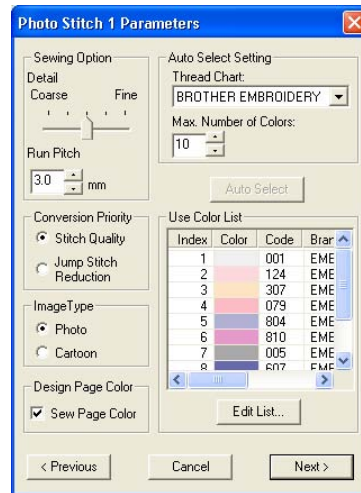 Photo Stitch 1 Parameters
Sewing Option
Detail
Coarse Fine
Run Pitch
3.0 mm
Conversion Priority
Stitch Quality
Jump Stitch
Reduction
ImageType
Photo
Cartoon
Design Page Color
Sew Page Color
Auto Select Setting
Thread Chart:
BROTHER EMBROIDERY
Max. Number of Colors:
10
Auto Select
Use Color List
Index Color Code Bran
1 001 EME
2 124 EME
3 307 EME
4 079 EME
5 804 EME
6 810 EME
7 005 EME
8 607 EME
Edit List...
< Previous Cancel Next >